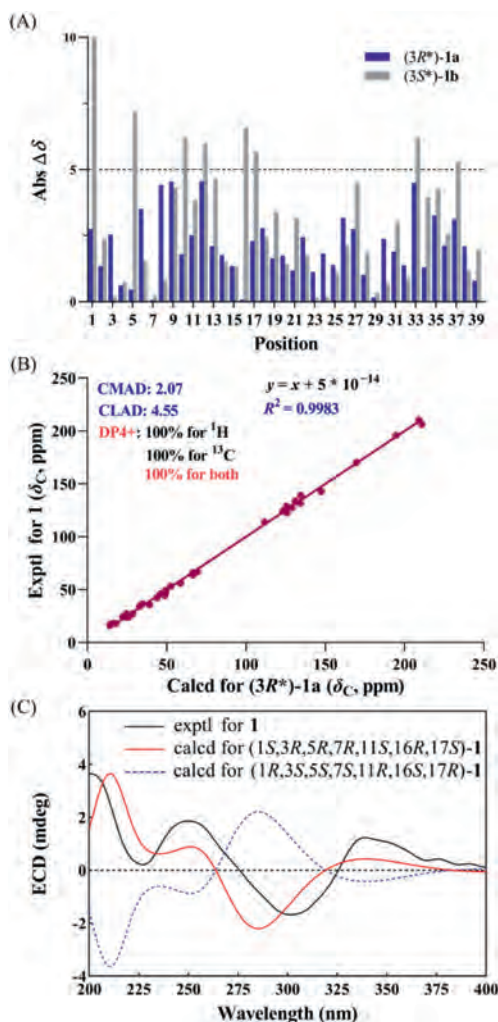 (A)
10
5
0
Abs Δδ
(3R*)-1a
(3S*)-1b
1 3 5 7 9 11 13 15 17 19 21 23 25 27 29 31 33 35 37 39
Position
(B)
250
200
150
100
50
0
Exptl for 1 (δC, ppm)
CMAD: 2.07
CLAD: 4.55
DP4+: 100% for 1H
100% for 13C
100% for both
y = x + 5 * 10−14
R2 = 0.9983
0 50 100 150 200 250
Calcd for (3R*)-1a (δC, ppm)
(C)
6
4
2
0
-2
-4
ECD (mdeg)
exptl for 1
calcd for (1S,3R,5R,7R,11S,16R,17S)-1
calcd for (1R,3S,5S,7S,11R,16S,17R)-1
200 225 250 275 300 325 350 375 400
Wavelength (nm)